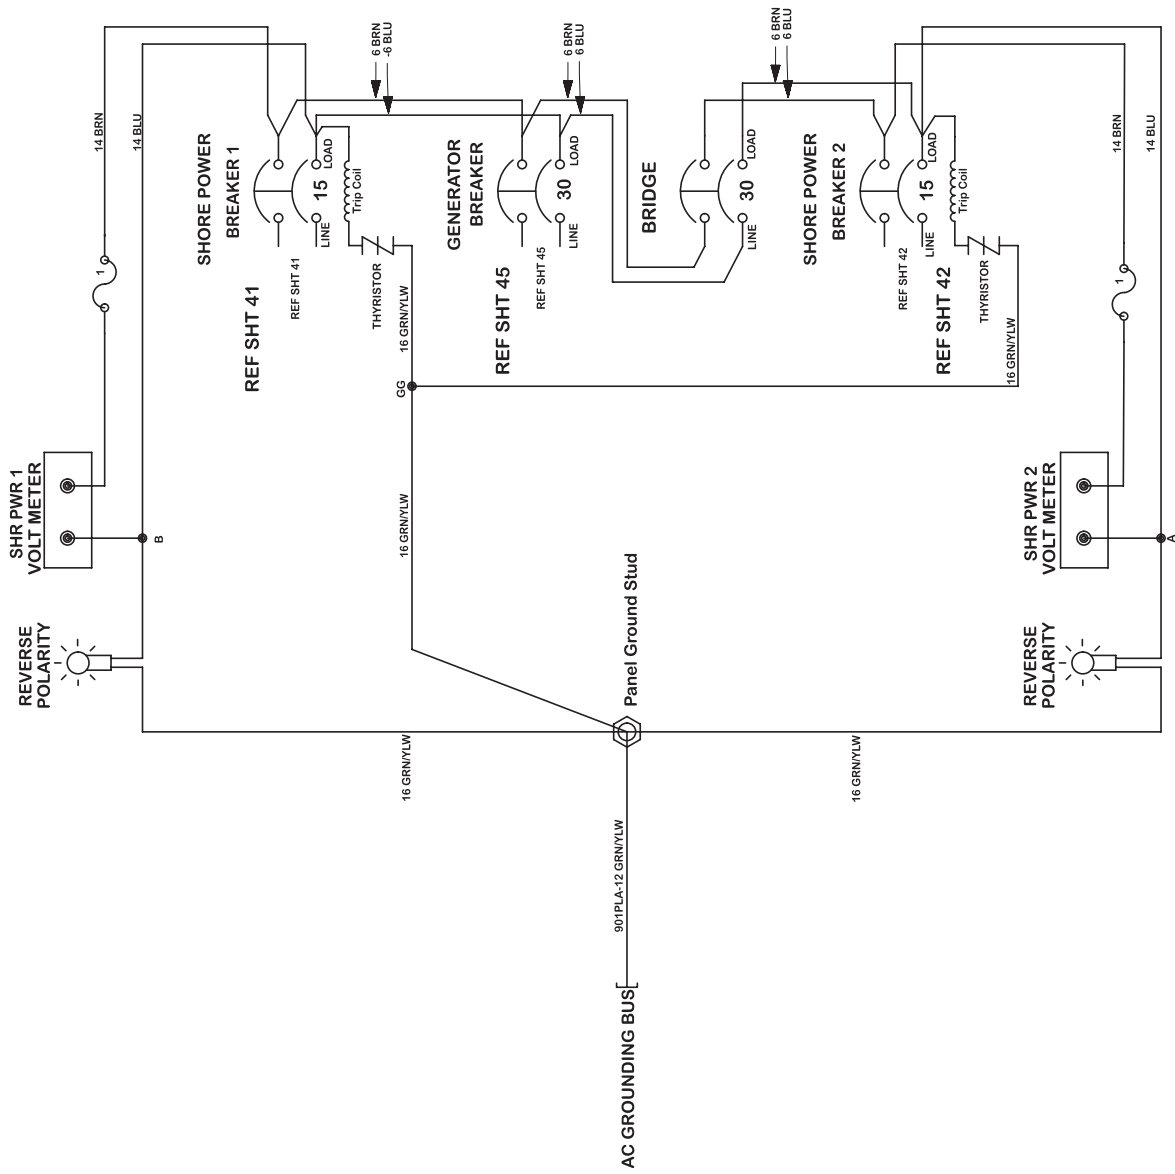 SHR PWR 1
VOLT METER
REVERSE
POLARITY
B
1
14 BRN
14 BLU
SHORE POWER
BREAKER 1
15
LOAD
LINE
Trip Coil
THYRISTOR
REF SHT 41
REF SHT 41
16 GRN/YLW
6 BRN
-6 BLU
GENERATOR
BREAKER
30
LOAD
LINE
REF SHT 45
REF SHT 45
6 BRN
6 BLU
BRIDGE
30
LOAD
LINE
6 BRN
6 BLU
SHORE POWER
BREAKER 2
15
LOAD
LINE
Trip Coil
THYRISTOR
REF SHT 42
REF SHT 42
16 GRN/YLW
GG
16 GRN/YLW
14 BRN
14 BLU
1
SHR PWR 2
VOLT METER
A
REVERSE
POLARITY
Panel Ground Stud
16 GRN/YLW
16 GRN/YLW
901PLA-12 GRN/YLW
AC GROUNDING BUS